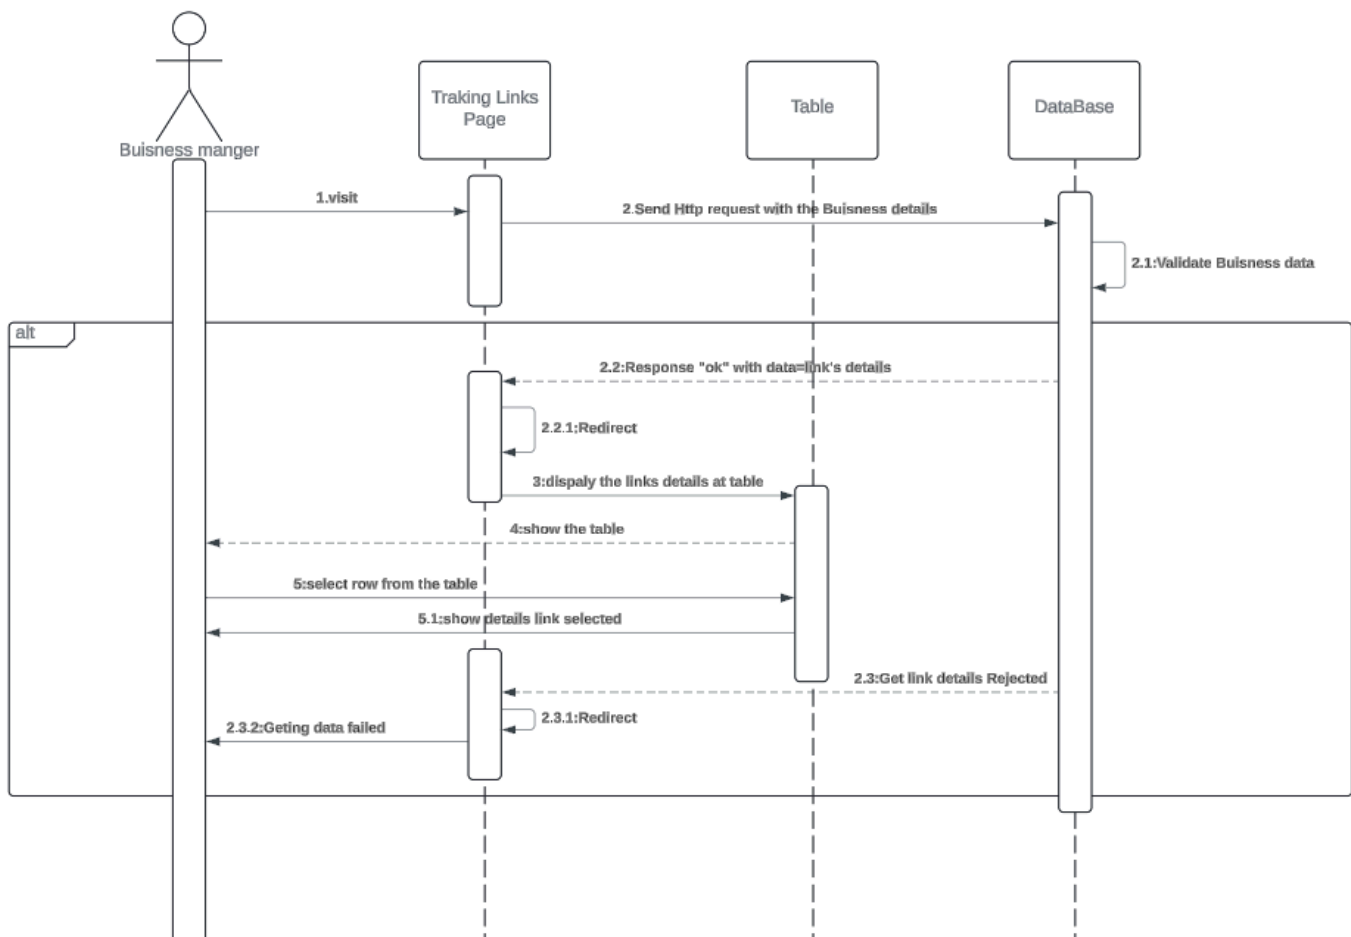 Buisness manger
Traking Links
Page
Table
DataBase
1.visit
2.Send Http request with the Buisness details
2.1:Validate Buisness data
alt
2.2:Response "ok" with data=link's details
2.2.1:Redirect
3:dispaly the links details at table
4:show the table
5:select row from the table
5.1:show details link selected
2.3:Get link details Rejected
2.3.1:Redirect
2.3.2:Geting data failed